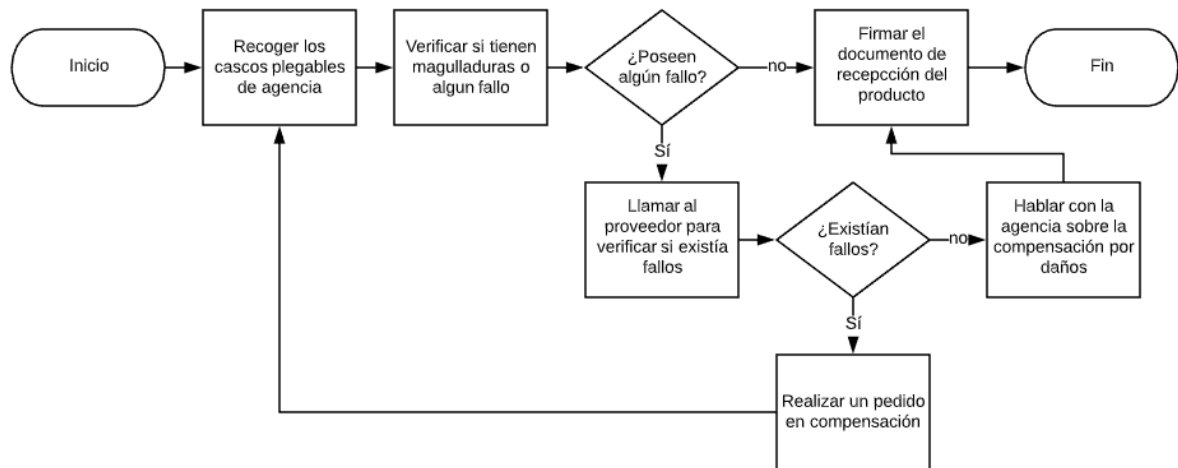 Inicio
Recoger los
cascos plegables
de agencia
Verificar si tienen
magulladuras o
algun fallo
¿Poseen
algún fallo?
no
Firmar el
documento de
recepcción del
producto
Fin
Sí
Llamar al
proveedor para
verificar si existía
fallos
¿Existían
fallos?
no
Hablar con la
agencia sobre la
compensación por
daños
Sí
Realizar un pedido
en compensación